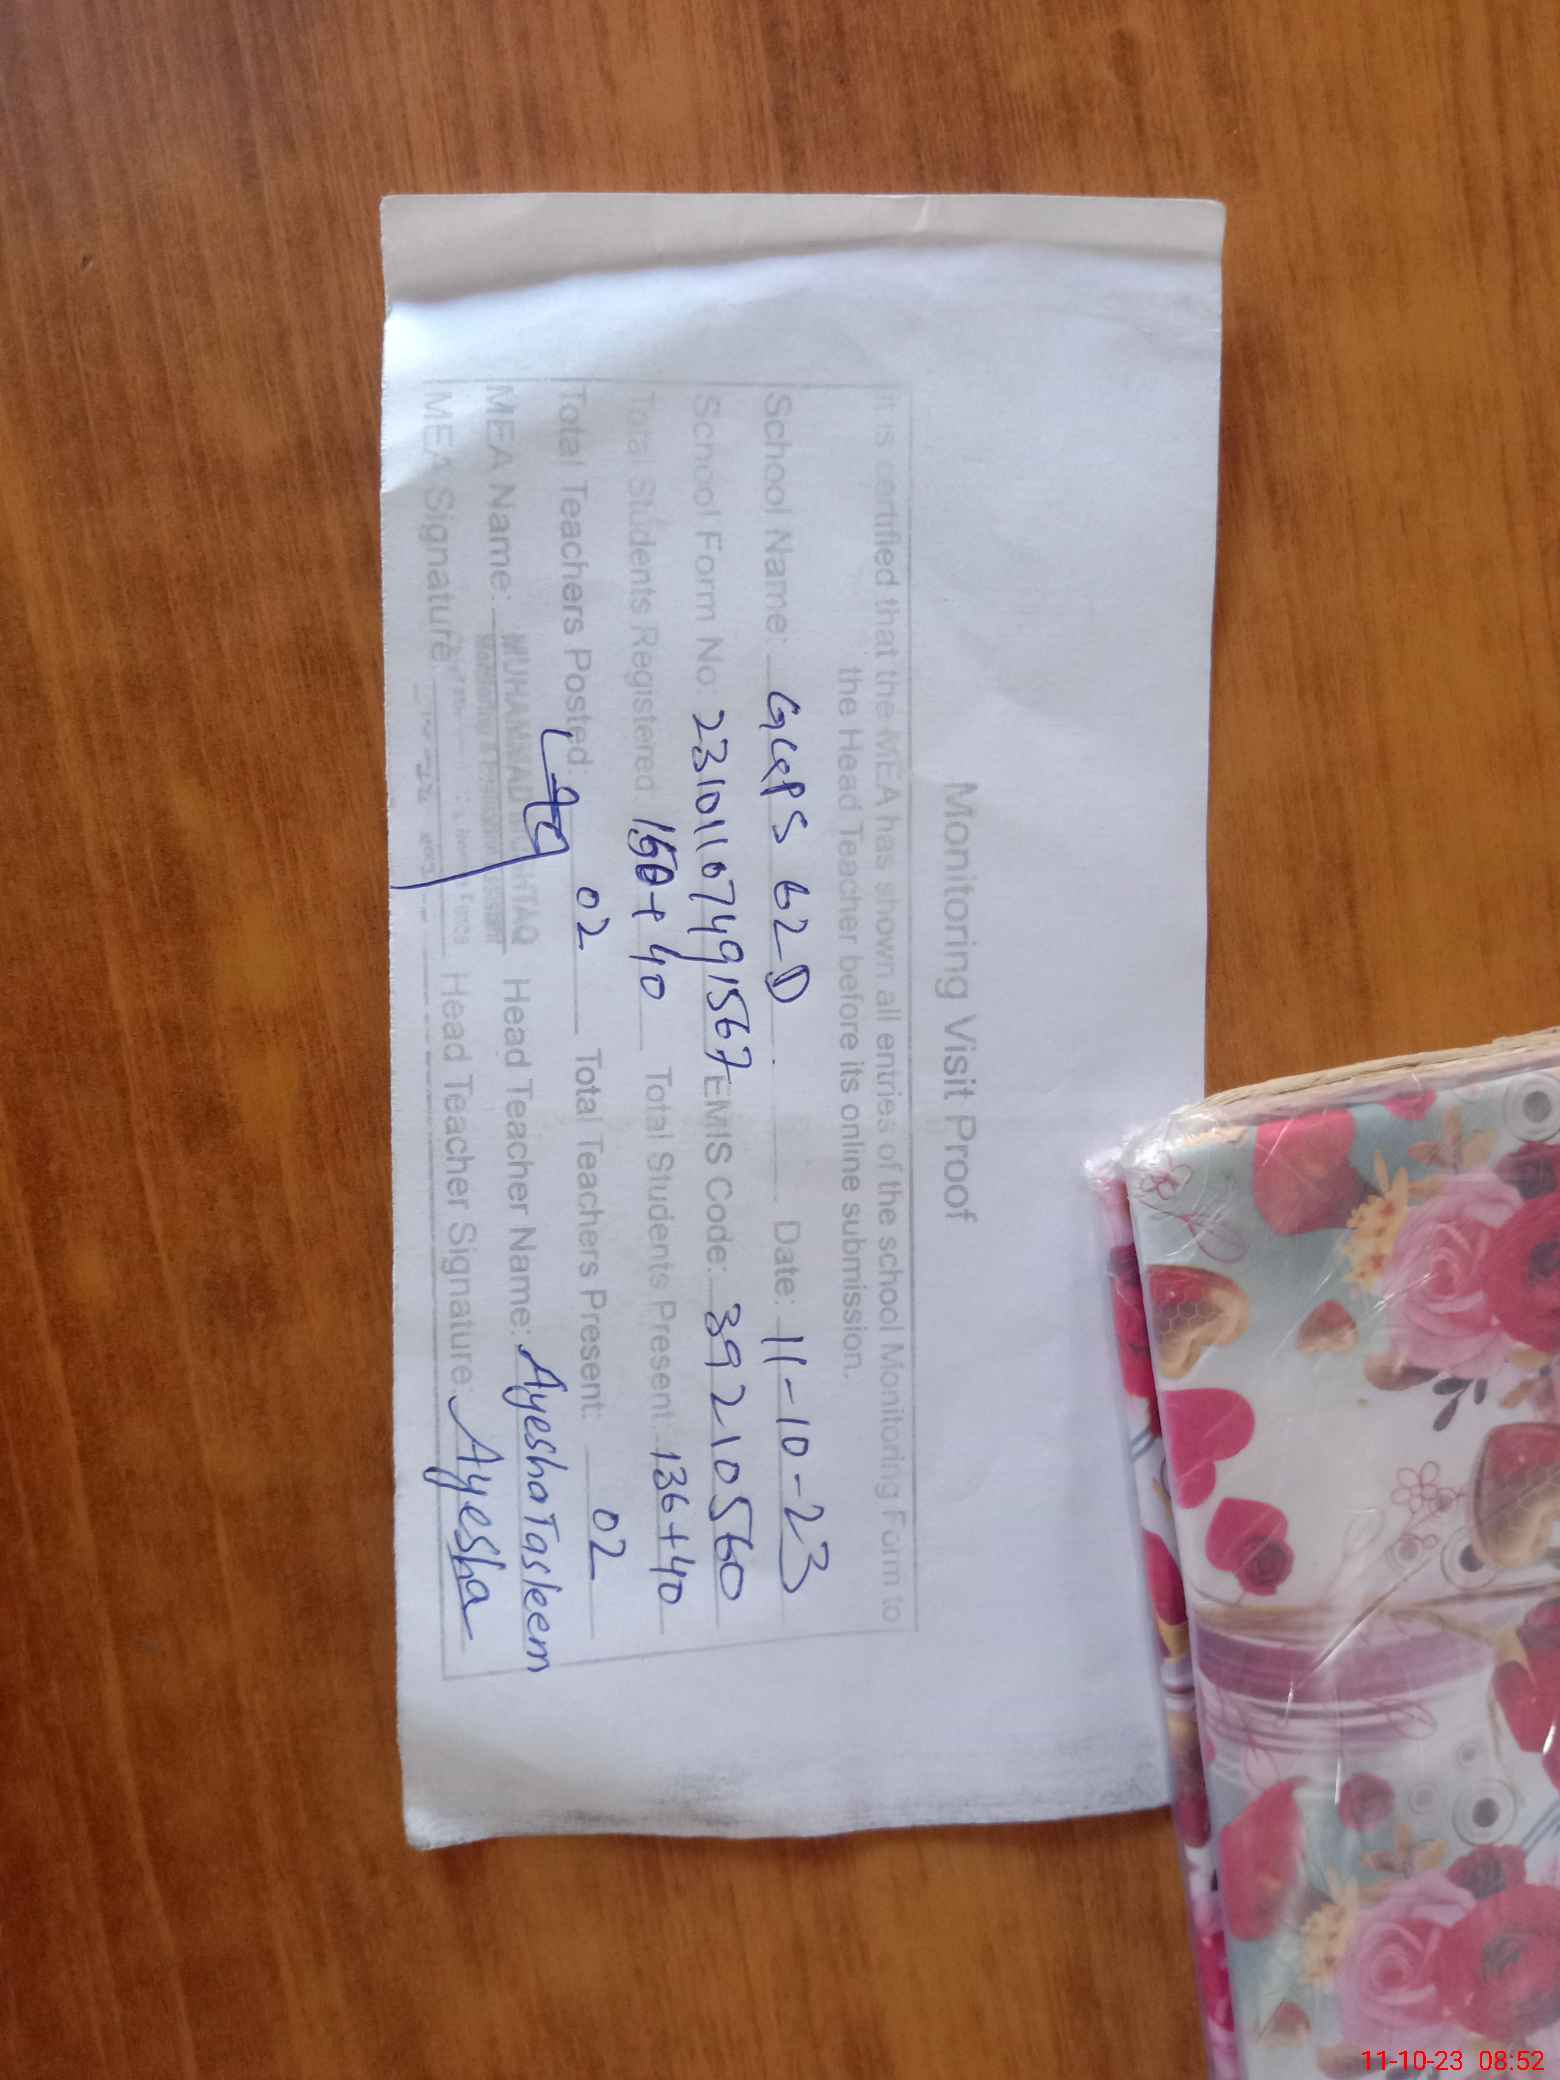 Monitoring Visit Proof
It is certified that the MEA has shown all entries of the school Monitoring Form to
the Head Teacher before its online submission.
School Name: GGPS 62D Date: 11-10-23
School Form No: 23101107491567 EMIS Code: 39210560
Total Students Registered: 150+40 Total Students Present: 136+40
Total Teachers Posted: 02 Total Teachers Present: 02
MEA Name: MUHAMMAD Head Teacher Name: Ayesha Tasleem
MEA Signature: Head Teacher Signature: Ayesha
11-10-23 08:52